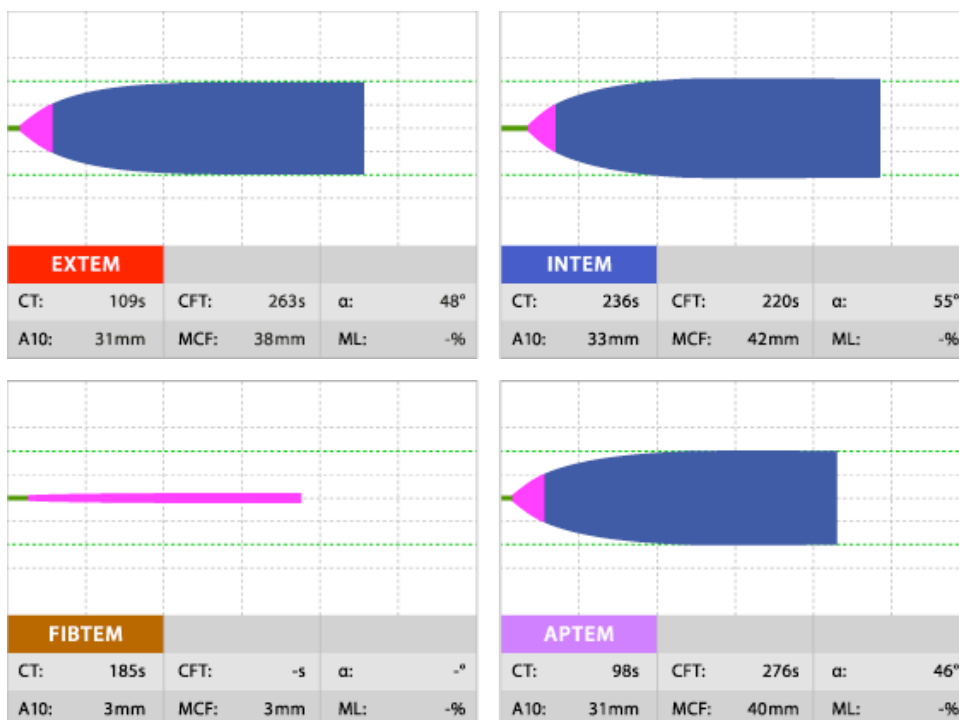 EXTEM
CT: 109s CFT: 263s α: 48°
A10: 31mm MCF: 38mm ML: -%
INTEM
CT: 236s CFT: 220s α: 55°
A10: 33mm MCF: 42mm ML: -%
FIBTEM
CT: 185s CFT: -s α: -°
A10: 3mm MCF: 3mm ML: -%
APTEM
CT: 98s CFT: 276s α: 46°
A10: 31mm MCF: 40mm ML: -%